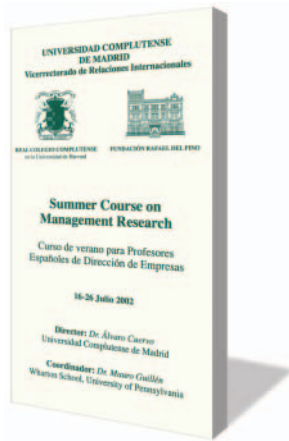 UNIVERSIDAD COMPLUTENSE
DE MADRID
Vicerrectorado de Relaciones Internacionales
REAL COLEGIO COMPLUTENSE
en la Universidad de Harvard
FUNDACIÓN RAFAEL DEL PINO
Summer Course on
Management Research
Curso de verano para Profesores
Españoles de Dirección de Empresas
16-26 Julio 2002
Director: Dr. Álvaro Cuervo
Universidad Complutense de Madrid
Coordinador: Dr. Mauro Guillén
Wharton School, University of Pennsylvania